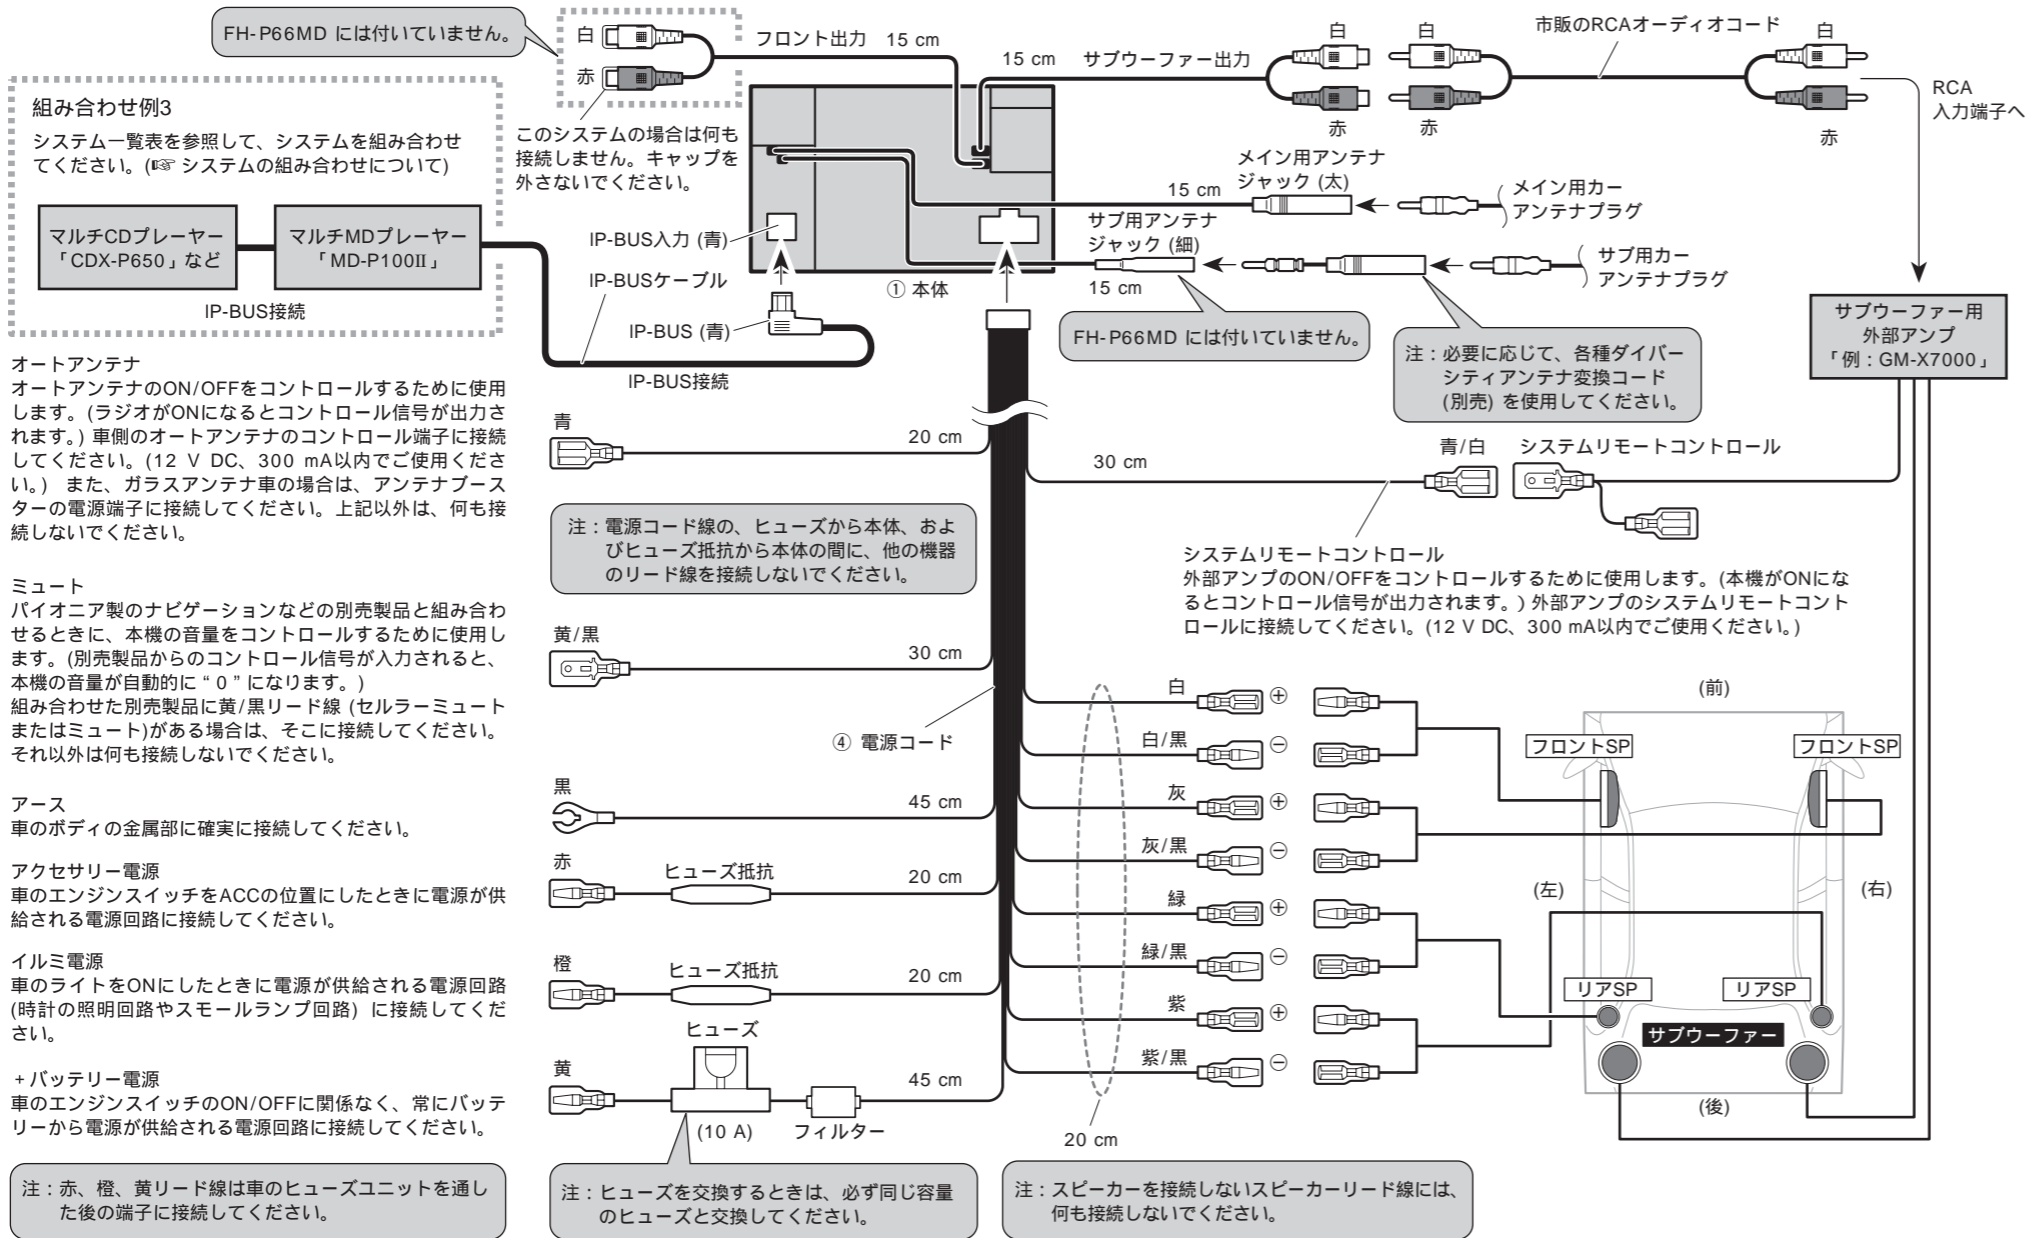 FH-P66MD には付いていません。
白
赤
フロント出力 15 cm
このシステムの場合は何も
接続しません。キャップを
外さないでください。
15 cm サブウーファー出力
白
赤
白
赤
市販のRCAオーディオコード
白
赤
RCA
入力端子へ
組み合わせ例3
システム一覧表を参照して、システムを組み合わせ
てください。(☞ システムの組み合わせについて)
マルチCDプレーヤー
「CDX-P650」など
マルチMDプレーヤー
「MD-P100II」
IP-BUS接続
IP-BUS入力 (青)
IP-BUSケーブル
IP-BUS (青)
IP-BUS接続
① 本体
メイン用アンテナ
ジャック (太)
15 cm
メイン用カー
アンテナプラグ
サブ用アンテナ
ジャック (細)
15 cm
サブ用カー
アンテナプラグ
FH-P66MD には付いていません。
注：必要に応じて、各種ダイバー
シティアンテナ変換コード
(別売) を使用してください。
サブウーファー用
外部アンプ
「例：GM-X7000」
オートアンテナ
オートアンテナのON/OFFをコントロールするために使用
します。(ラジオがONになるとコントロール信号が出力さ
れます。) 車側のオートアンテナのコントロール端子に接続
してください。(12 V DC、300 mA以内でご使用くださ
い。) また、ガラスアンテナ車の場合は、アンテナブース
ターの電源端子に接続してください。上記以外は、何も接
続しないでください。
ミュート
パイオニア製のナビゲーションなどの別売製品と組み合わ
せるときに、本機の音量をコントロールするために使用し
ます。(別売製品からのコントロール信号が入力されると、
本機の音量が自動的に “ 0 ” になります。)
組み合わせた別売製品に黄/黒リード線 (セルラーミュート
またはミュート)がある場合は、そこに接続してください。
それ以外は何も接続しないでください。
アース
車のボディの金属部に確実に接続してください。
アクセサリー電源
車のエンジンスイッチをACCの位置にしたときに電源が供
給される電源回路に接続してください。
イルミ電源
車のライトをONにしたときに電源が供給される電源回路
(時計の照明回路やスモールランプ回路) に接続してくだ
さい。
+バッテリー電源
車のエンジンスイッチのON/OFFに関係なく、常にバッテ
リーから電源が供給される電源回路に接続してください。
注：赤、橙、黄リード線は車のヒューズユニットを通し
た後の端子に接続してください。
青
20 cm
注：電源コード線の、ヒューズから本体、およ
びヒューズ抵抗から本体の間に、他の機器
のリード線を接続しないでください。
黄/黒
30 cm
④ 電源コード
黒
45 cm
赤
ヒューズ抵抗
20 cm
橙
ヒューズ抵抗
20 cm
ヒューズ
黄
45 cm
(10 A)
フィルター
注：ヒューズを交換するときは、必ず同じ容量
のヒューズと交換してください。
30 cm
青/白
システムリモートコントロール
システムリモートコントロール
外部アンプのON/OFFをコントロールするために使用します。(本機がONにな
るとコントロール信号が出力されます。) 外部アンプのシステムリモートコント
ロールに接続してください。(12 V DC、300 mA以内でご使用ください。)
白 ⊕
白/黒 ⊖
灰 ⊕
灰/黒 ⊖
緑 ⊕
緑/黒 ⊖
紫 ⊕
紫/黒 ⊖
20 cm
注：スピーカーを接続しないスピーカーリード線には、
何も接続しないでください。
(前)
フロントSP
フロントSP
(左)
(右)
リアSP
リアSP
サブウーファー
(後)